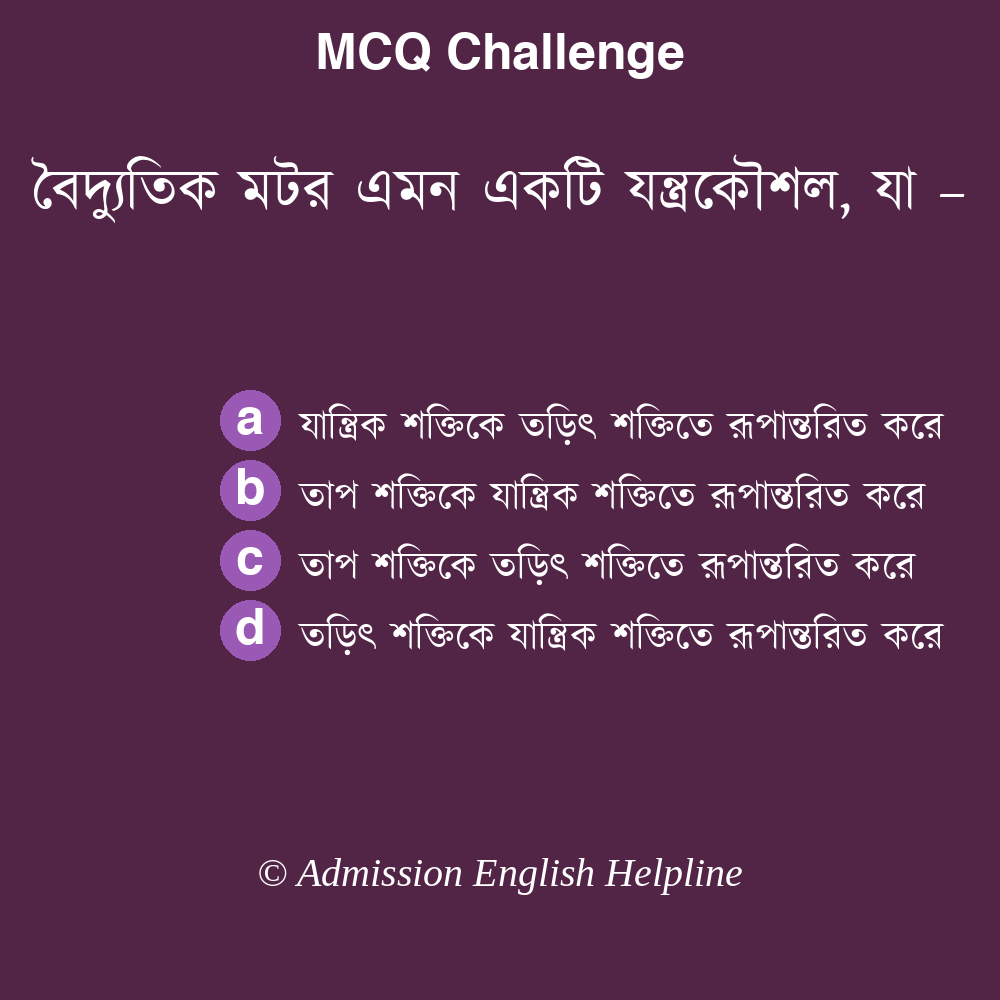 MCQ Challenge
বৈদ্যুতিক মটর এমন একটি যন্ত্রকৌশল, যা –
a যান্ত্রিক শক্তিকে তড়িৎ শক্তিতে রূপান্তরিত করে
b তাপ শক্তিকে যান্ত্রিক শক্তিতে রূপান্তরিত করে
c তাপ শক্তিকে তড়িৎ শক্তিতে রূপান্তরিত করে
d তড়িৎ শক্তিকে যান্ত্রিক শক্তিতে রূপান্তরিত করে
© Admission English Helpline